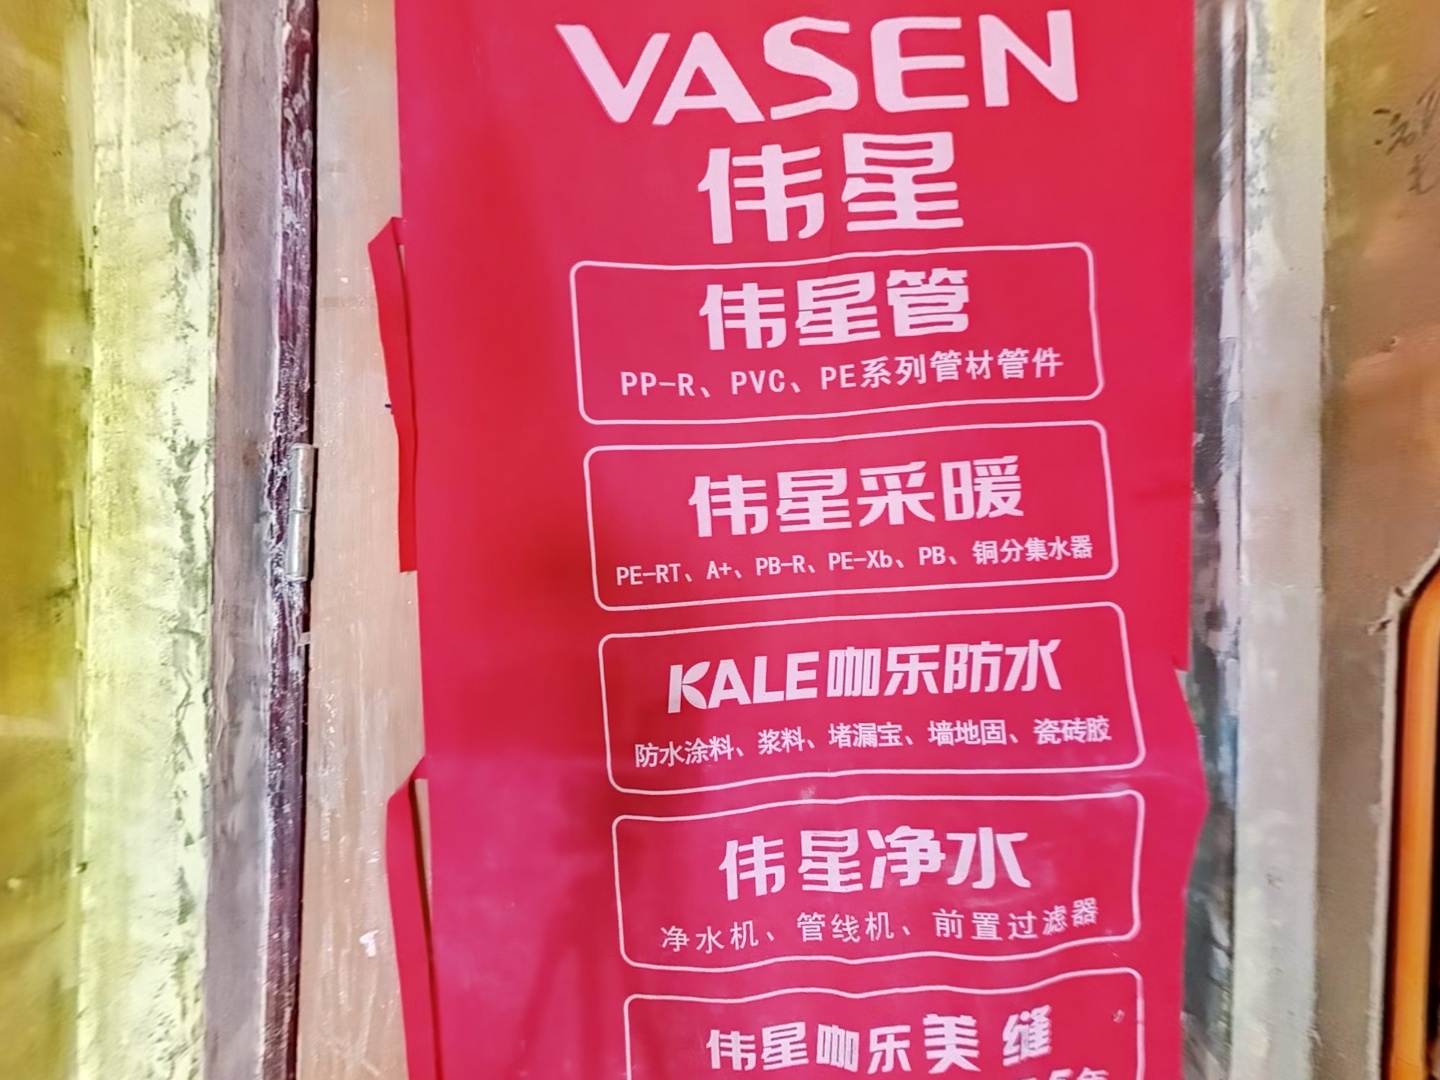 VASEN
伟星
伟星管
PP-R、PVC、PE系列管材管件
伟星采暖
PE-RT、A+、PB-R、PE-Xb、PB、铜分集水器
KALE咖乐防水
防水涂料、浆料、堵漏宝、墙地固、瓷砖胶
伟星净水
净水机、管线机、前置过滤器
伟星咖乐美缝